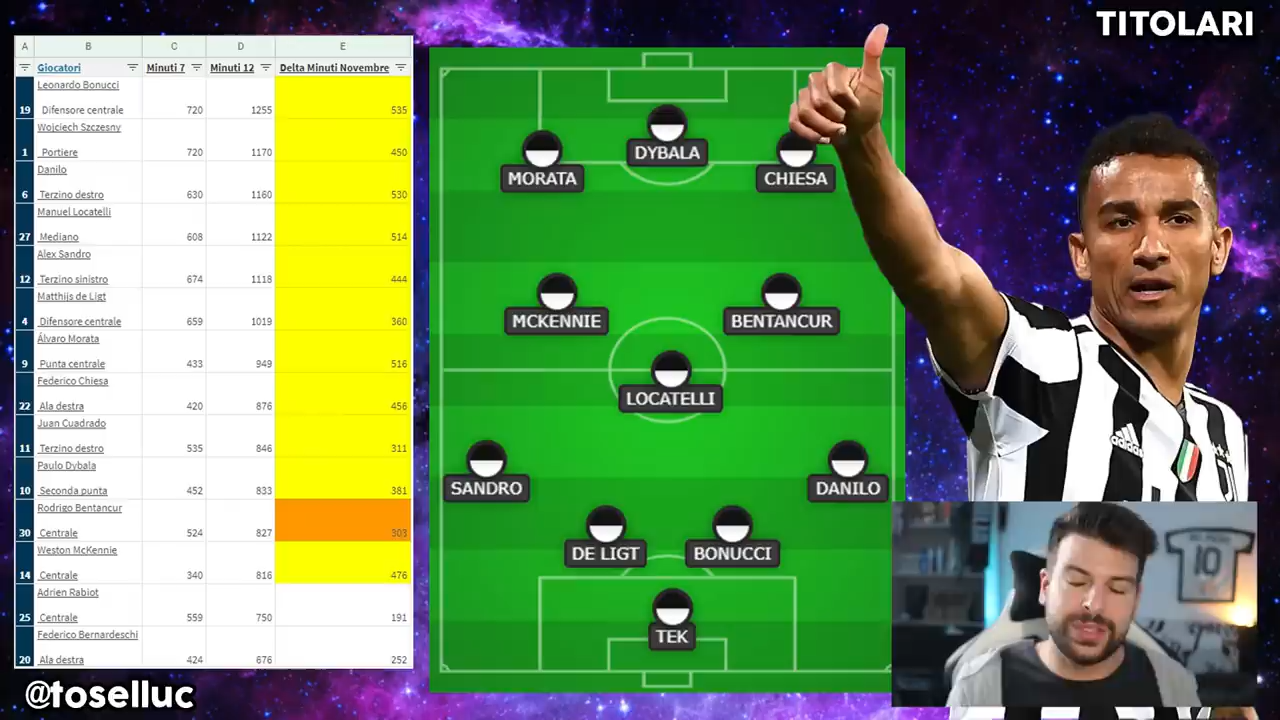 TITOLARI
A B C D E
Giocatori Minuti 7 Minuti 12 Delta Minuti Novembre
Leonardo Bonucci
19 Difensore centrale 720 1255 535
Wojciech Szczesny
1 Portiere 720 1170 450
Danilo
6 Terzino destro 630 1160 530
Manuel Locatelli
27 Mediano 608 1122 514
Alex Sandro
12 Terzino sinistro 674 1118 444
Matthijs de Ligt
4 Difensore centrale 659 1019 360
Álvaro Morata
9 Punta centrale 433 949 516
Federico Chiesa
22 Ala destra 420 876 456
Juan Cuadrado
11 Terzino destro 535 846 311
Paulo Dybala
10 Seconda punta 452 833 381
Rodrigo Bentancur
30 Centrale 524 827 303
Weston McKennie
14 Centrale 340 816 476
Adrien Rabiot
25 Centrale 559 750 191
Federico Bernardeschi
20 Ala destra 424 676 252
DYBALA
MORATA
CHIESA
MCKENNIE
BENTANCUR
LOCATELLI
SANDRO
DANILO
DE LIGT
BONUCCI
TEK
10
@toselluc